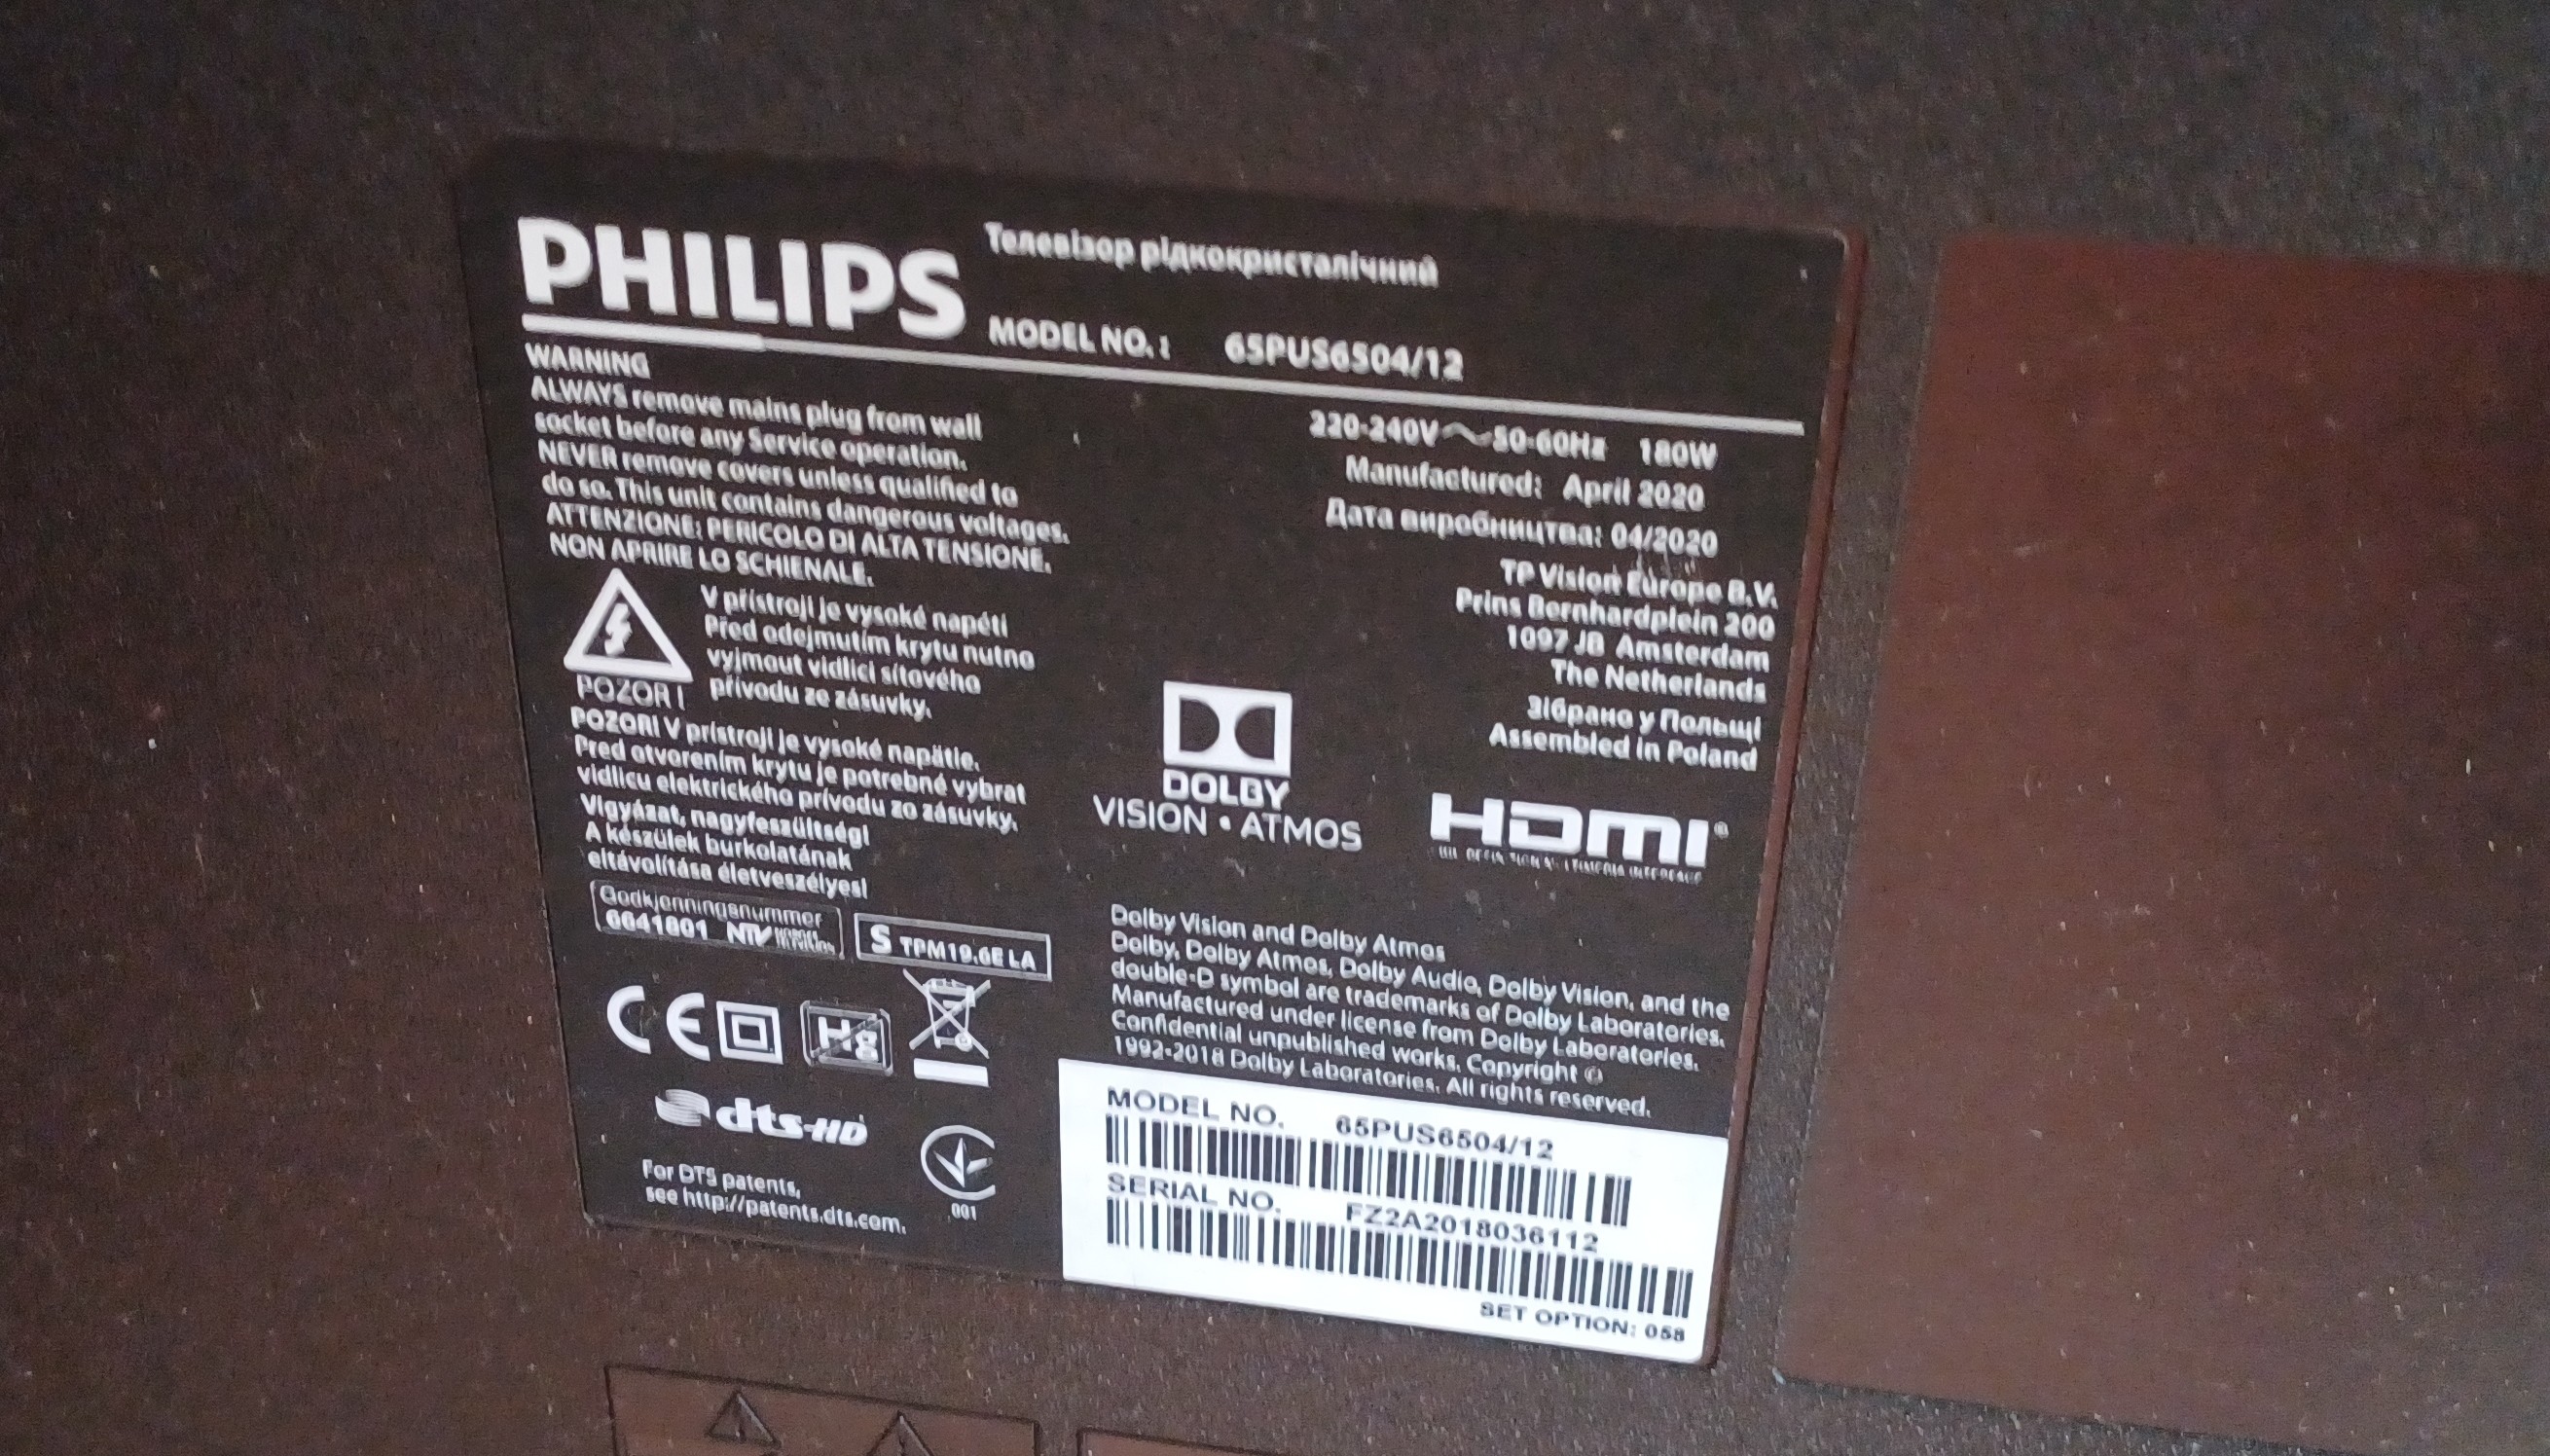 PHILIPS
Телевізор рідкокристалічний
MODEL NO.: 65PUS6504/12
WARNING
ALWAYS remove mains plug from wall
socket before any Service operation.
NEVER remove covers unless qualified to
do so. This unit contains dangerous voltages.
ATTENZIONE: PERICOLO DI ALTA TENSIONE.
NON APRIRE LO SCHIENALE.
V přístroji je vysoké napětí
Před odejmutím krytu nutno
vyjmout vidlici síťového
přívodu ze zásuvky.
POZOR !
POZOR! V prístroji je vysoké napätie.
Pred otvorením krytu je potrebné vybrat
vidlicu elektrického prívodu zo zásuvky.
Vigyázat, nagyfeszültség!
A készülek burkolatának
eltávolítása életveszélyes!
Godkjenningsnummer
6641801 NTV
S TPM19.6E LA
CE
Hg
dts-HD
For DTS patents,
see http://patents.dts.com.
001
220-240V~50-60Hz 180W
Manufactured: April 2020
Дата виробництва: 04/2020
TP Vision Europe B.V.
Prins Bernhardplein 200
1097 JB Amsterdam
The Netherlands
Зібрано у Польщі
Assembled in Poland
DOLBY
VISION • ATMOS
HDMI®
Dolby Vision and Dolby Atmos
Dolby, Dolby Atmos, Dolby Audio, Dolby Vision, and the
double-D symbol are trademarks of Dolby Laboratories.
Manufactured under license from Dolby Laboratories.
Confidential unpublished works. Copyright ©
1992-2018 Dolby Laboratories. All rights reserved.
MODEL NO. 65PUS6504/12
SERIAL NO. FZ2A2018036112
SET OPTION: 058